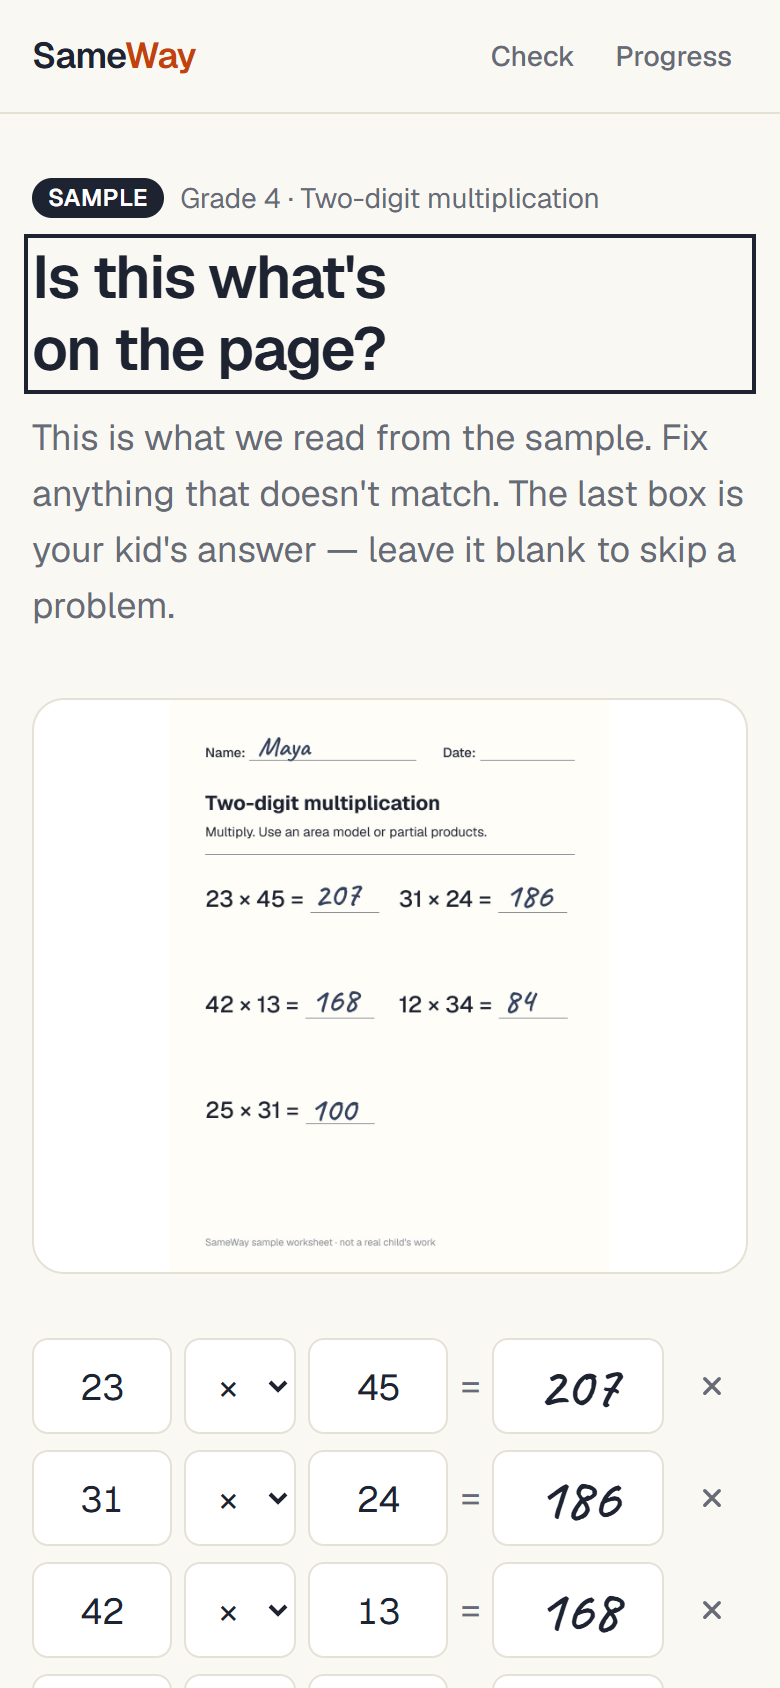 SameWay Check Progress
SAMPLE Grade 4 · Two-digit multiplication
Is this what's
on the page?
This is what we read from the sample. Fix
anything that doesn't match. The last box is
your kid's answer — leave it blank to skip a
problem.
Name: Maya Date:
Two-digit multiplication
Multiply. Use an area model or partial products.
23 × 45 = 207 31 × 24 = 186
42 × 13 = 168 12 × 34 = 84
25 × 31 = 100
SameWay sample worksheet · not a real child's work
23 × 45 = 207 ×
31 × 24 = 186 ×
42 × 13 = 168 ×